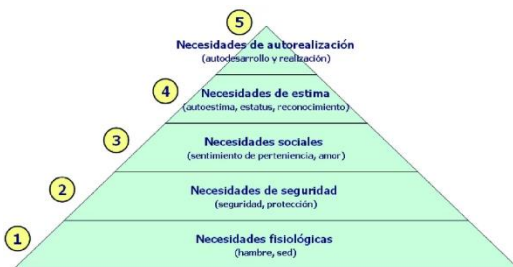 5
Necesidades de autorealización
(autodesarrollo y realización)
4
Necesidades de estima
(autoestima, estatus, reconocimiento)
3
Necesidades sociales
(sentimiento de perteniencia, amor)
2
Necesidades de seguridad
(seguridad, protección)
1
Necesidades fisiológicas
(hambre, sed)